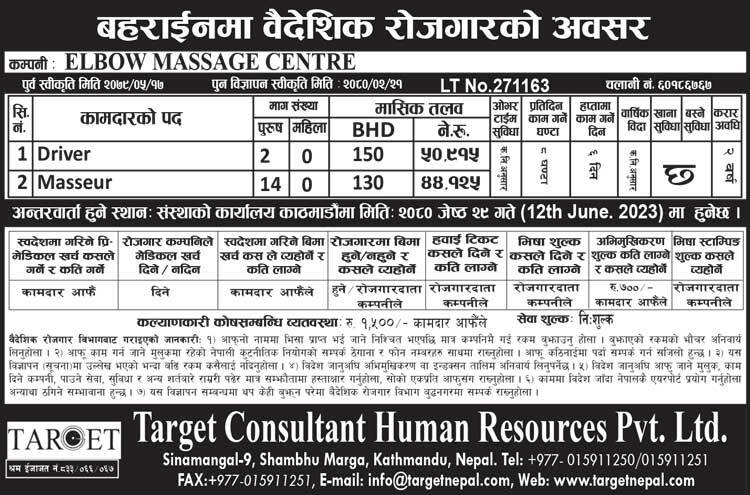 बहराईनमा वैदेशिक रोजगारको अवसर
कम्पनी : ELBOW MASSAGE CENTRE
पुर्व स्वीकृति मिति २०७९/०५/१७ पुन विज्ञापन स्वीकृति मिति : २०८०/०२/२१ LT No.271163 चलानी नं. ६०१८६७६७
सि. नं. कामदारको पद माग संख्या पुरुष महिला मासिक तलव BHD ने.रु. ओभर टाईम सुविधा प्रतिदिन काम गर्ने घण्टा हप्तामा काम गर्ने दिन वार्षिक विदा खाना सुविधा बस्ने सुविधा करार अवधि
1 Driver 2 0 150 ५०,९१५ क.नि.अनुसार ८ घण्टा ६ दिन क.नि.अनुसार छ २ वर्ष
2 Masseur 14 0 130 ४४,१२५
अन्तरवार्ता हुने स्थानः संस्थाको कार्यालय काठमाडौंमा मितिः २०८० जेष्ठ २९ गते (12th June. 2023) मा हुनेछ ।
स्वदेशमा गरिने प्रि-मेडिकल खर्च कसले गर्ने र कति गर्ने रोजगार कम्पनिले मेडिकल खर्च दिने / नदिन स्वदेशमा गरिने बिमा खर्च कस ले व्यहोर्ने र कति लाग्ने रोजगारमा बिमा हुने/नहुने र कसले व्यहोर्ने हवाई टिकट कसले दिने र कति लाग्ने भिषा शुल्क कसले दिने र कति लाग्ने अभिमुखिकरण शुल्क कति लाग्ने र कसले व्यहोर्ने भिषा स्टाम्पिङ शुल्क कसले व्यहोर्ने
कामदार आफैं दिने कामदार आफैंले हुने / रोजगारदाता कम्पनीले रोजगारदाता कम्पनीले रोजगारदाता कम्पनीले रु.७००/- कामदार आफैंले रोजगारदाता कम्पनीले
कल्याणकारी कोषसम्बन्धि व्यतवस्थाः रु. १,५००/- कामदार आफैंले सेवा शुल्कः निःशुल्क
वैदेशिक रोजगार विभागबाट गराइएको जानकारी: १) आफ्नो नाममा भिसा प्राप्त भई जाने निश्चित भएपछि मात्र कम्पनिमै गई रकम बुझाउनु होला । बुझाएको रकमको भौचर अनिवार्य
लिनुहोला । २) आफू काम गर्न जाने मुलुकमा रहेको नेपाली कुटनीतिक नियोगको सम्पर्क ठेगाना र फोन नम्बरहरु साथमा राख्नुहोला । आफू कठिनाईमा पर्दा सम्पर्क गर्न सजिलो हुन्छ । ३) यस
विज्ञापन (सूचना)मा उल्लेख भएको भन्दा बढि रकम कसैलाई नदिनुहोला । ४) विदेश जानुअघि अभिमुखिकरण वा इन्डक्सन तालिम अनिवार्य लिनुपर्नेछ । ५) विदेश जानुअघि आफू जाने मुलुक, काम
दिने कम्पनी, पाउने सेवा, सुविधा र अन्य शर्तबारे राम्ररी पढेर मात्र सम्झौतामा हस्ताक्षर गर्नुहोला, सोको एकप्रति आफूसग राख्नुहोला । ६) काममा विदेश जाँदा नेपालकै एयरपोर्ट प्रयोग गर्नुहोला
अन्यथा ठगिने सम्भावना हुन्छ । ७) यस विज्ञापन सम्बन्धमा थप केही बुझ्नु परेमा वैदेशिक रोजगार विभाग बुद्धनगरमा सम्पर्क राख्नुहोला ।
TARGET
श्रम ईजाजत नं.८३३/०६६/०६७
Target Consultant Human Resources Pvt. Ltd.
Sinamangal-9, Shambhu Marga, Kathmandu, Nepal. Tel: +977- 015911250/015911251
FAX:+977-015911251, E-mail: info@targetnepal.com, Web: www.targetnepal.com